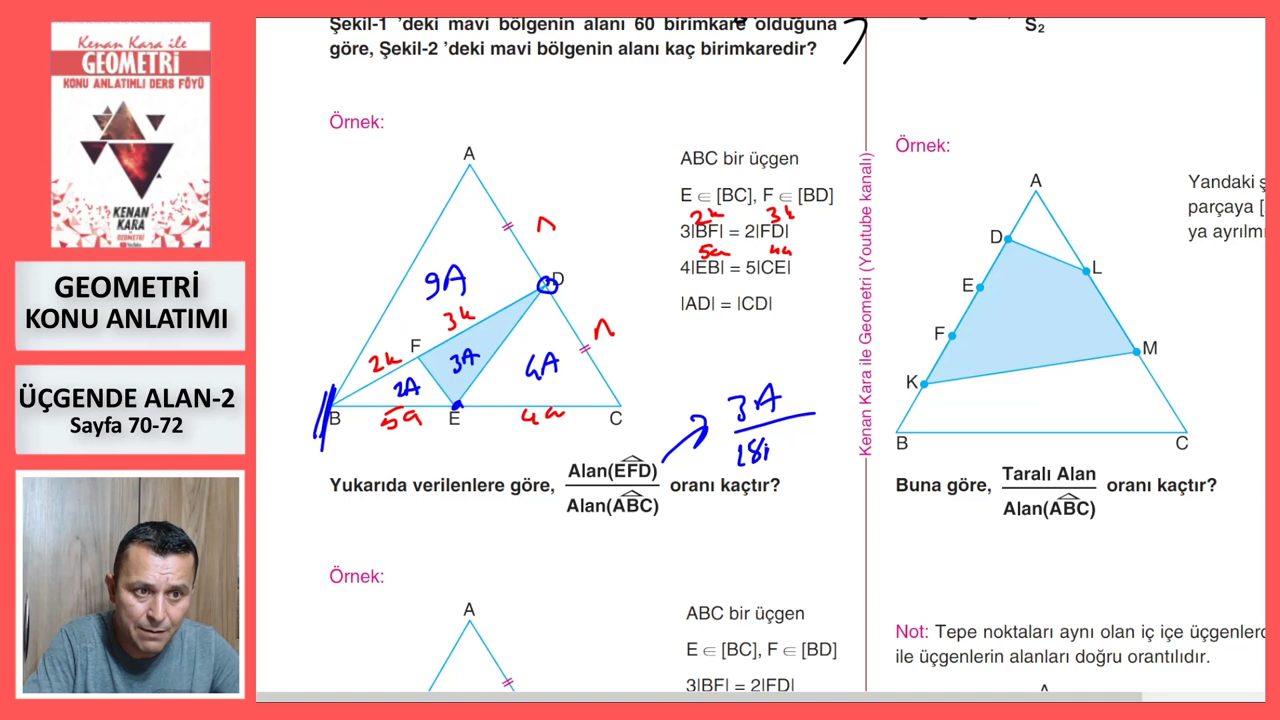 Kenan Kara ile
GEOMETRİ
KONU ANLATIMLI DERS FÖYÜ
KENAN
KARA
ile
GEOMETRİ
GEOMETRİ
KONU ANLATIMI
ÜÇGENDE ALAN-2
Sayfa 70-72
Şekil-1 'deki mavi bölgenin alanı 60 birimkare olduğuna
göre, Şekil-2 'deki mavi bölgenin alanı kaç birimkaredir?
Örnek:
A
n
D
9A
3k
n
F
2k
3A
4A
2A
B
5a
E
4a
C
ABC bir üçgen
E ∈ [BC], F ∈ [BD]
2k 3k
3|BF| = 2|FD|
5a 4a
4|EB| = 5|CE|
|AD| = |CD|
3A
18
Yukarıda verilenlere göre, Alan(EFD) / Alan(ABC) oranı kaçtır?
Örnek:
A
ABC bir üçgen
E ∈ [BC], F ∈ [BD]
3|BF| = 2|FD|
Kenan Kara ile Geometri (Youtube kanalı)
S2
Örnek:
A
D
L
E
F
M
K
B
C
Yandaki ş
parçaya [
ya ayrılmı
Buna göre, Taralı Alan / Alan(ABC) oranı kaçtır?
Not: Tepe noktaları aynı olan iç içe üçgenlerd
ile üçgenlerin alanları doğru orantılıdır.
A